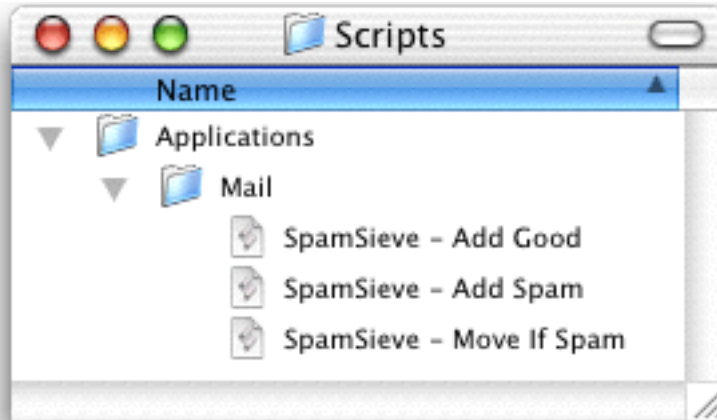 Scripts
Name
Applications
Mail
SpamSieve – Add Good
SpamSieve – Add Spam
SpamSieve – Move If Spam